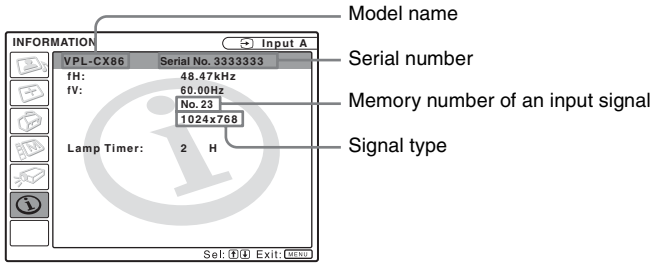 Model name
INFORMATION
Input A
VPL-CX86 Serial No. 3333333
Serial number
fH: 48.47kHz
fV: 60.00Hz
No. 23
Memory number of an input signal
1024x768
Signal type
Lamp Timer: 2 H
Sel: Exit: MENU